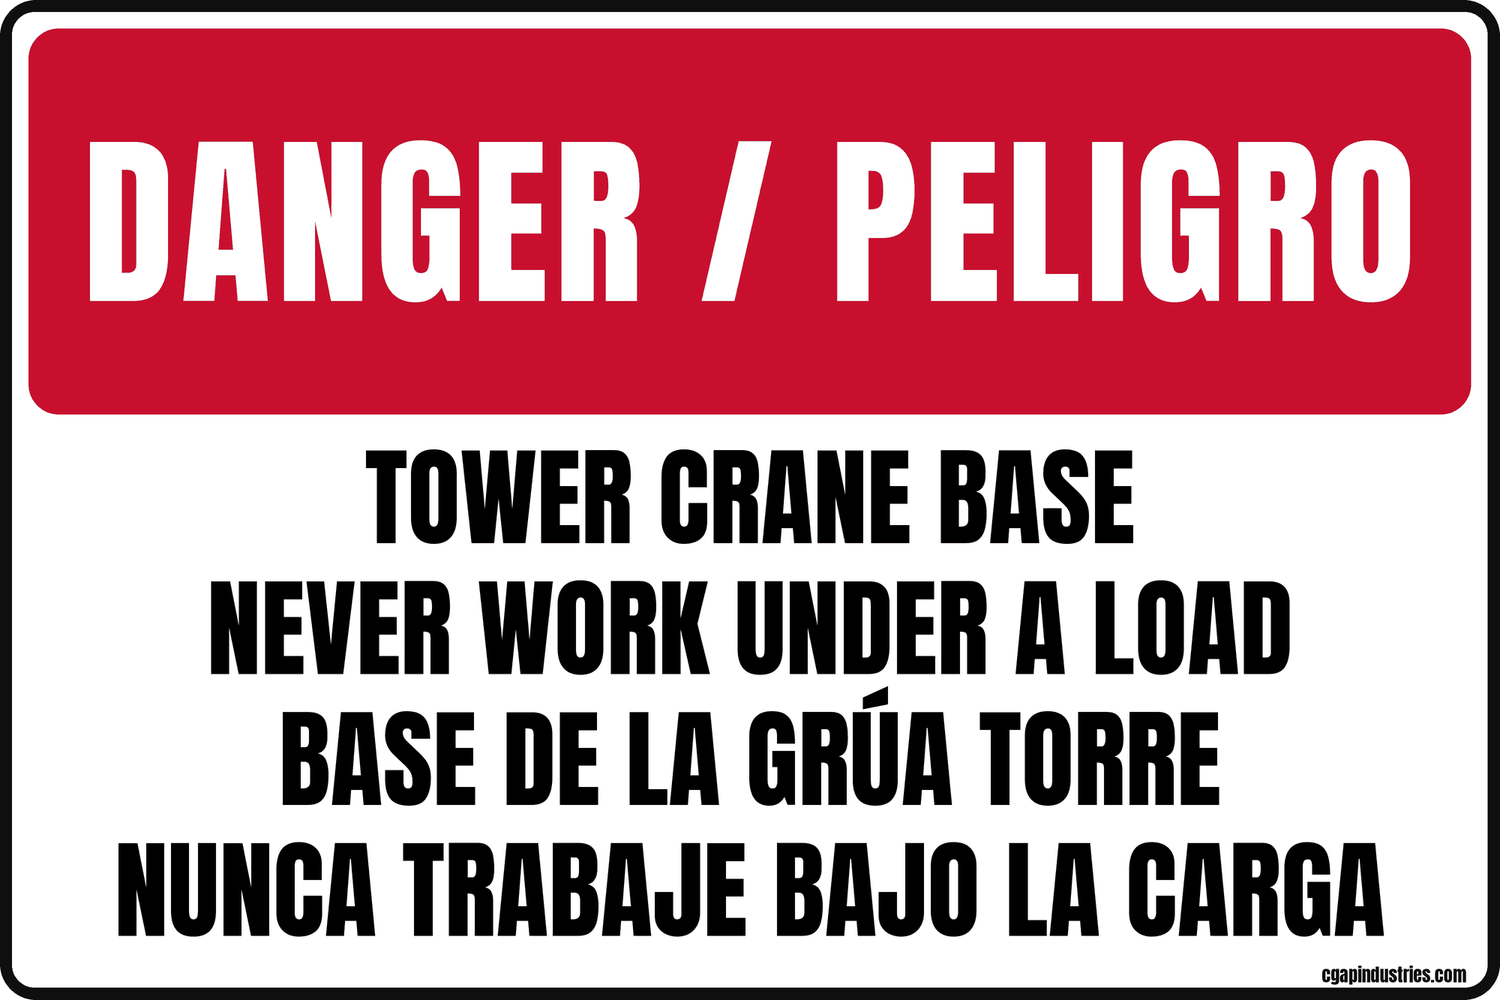 DANGER / PELIGRO
TOWER CRANE BASE
NEVER WORK UNDER A LOAD
BASE DE LA GRÚA TORRE
NUNCA TRABAJE BAJO LA CARGA
cgapindustries.com